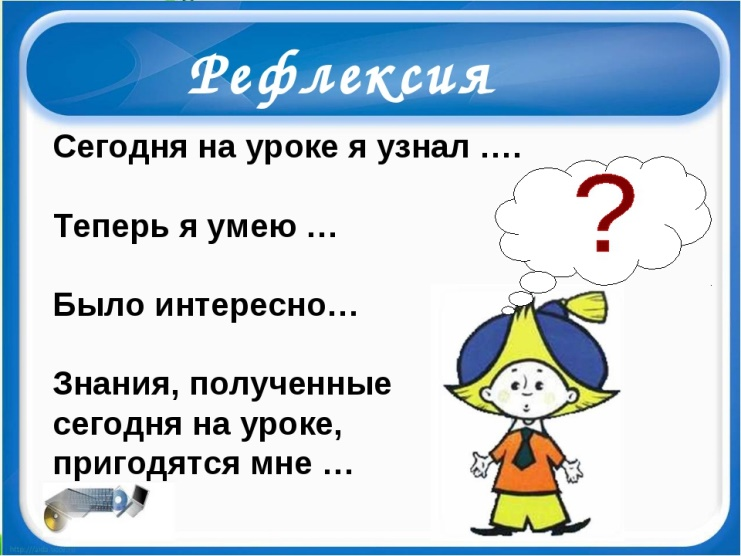 Рефлексия
Сегодня на уроке я узнал ….
?
Теперь я умею …
Было интересно…
Знания, полученные
сегодня на уроке,
пригодятся мне …